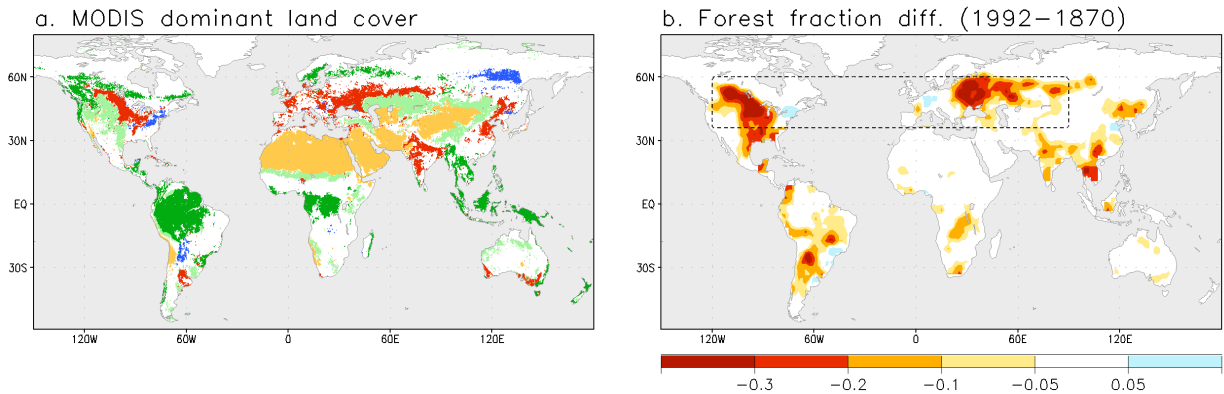 a. MODIS dominant land cover
60N
30N
EQ
30S
120W 60W 0 60E 120E
b. Forest fraction diff. (1992−1870)
60N
30N
EQ
30S
120W 60W 0 60E 120E
−0.3 −0.2 −0.1 −0.05 0.05